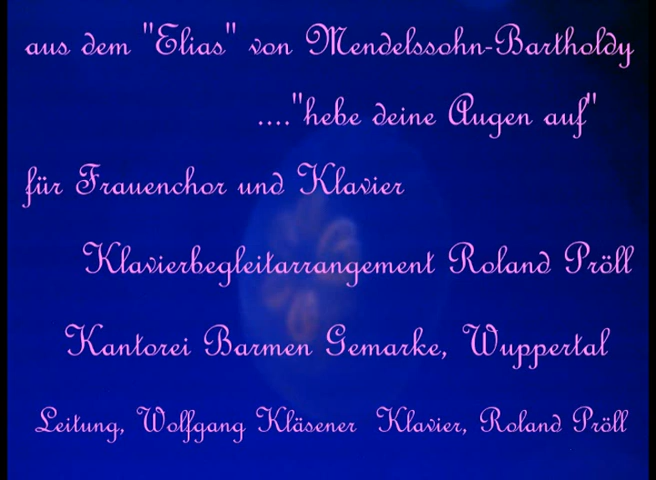 aus dem "Elias" von Mendelssohn-Bartholdy
...."hebe deine Augen auf"
für Frauenchor und Klavier
Klavierbegleitarrangement Roland Pröll
Kantorei Barmen Gemarke, Wuppertal
Leitung, Wolfgang Kläsener Klavier, Roland Pröll